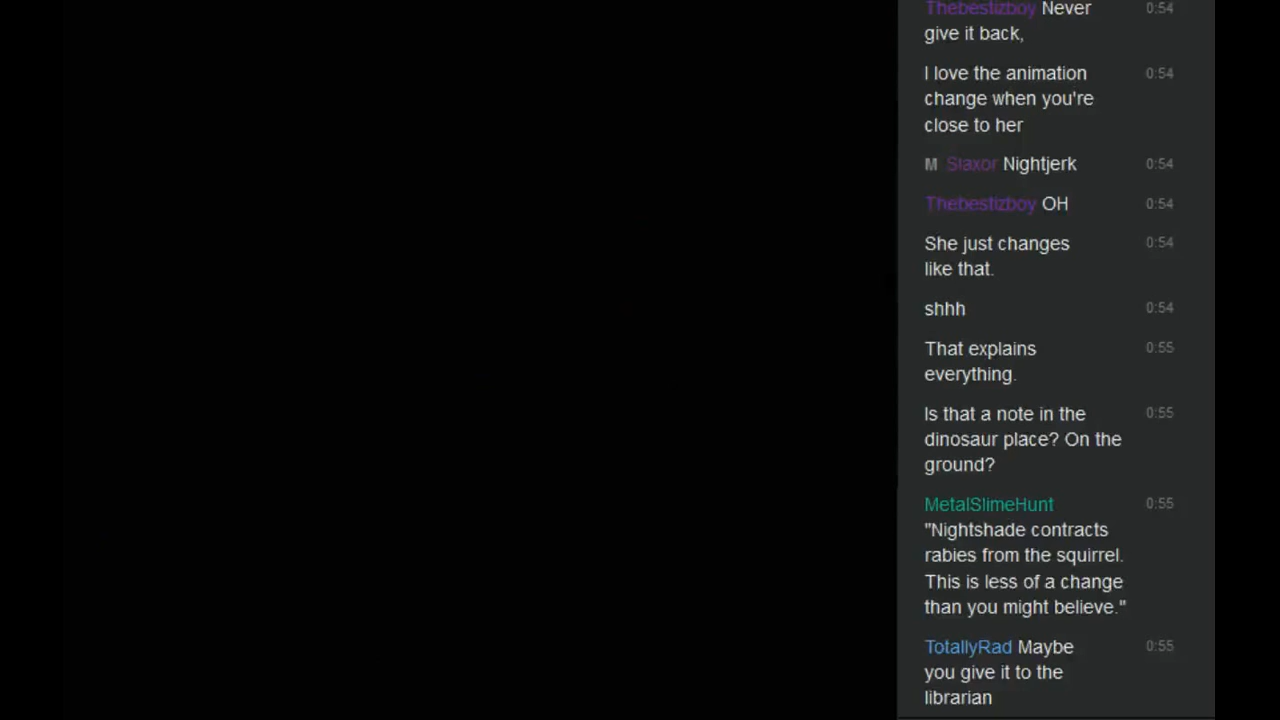 Thebestizboy Never 0:54
give it back,
I love the animation 0:54
change when you're
close to her
M Slaxor Nightjerk 0:54
Thebestizboy OH 0:54
She just changes 0:54
like that.
shhh 0:54
That explains 0:55
everything.
Is that a note in the 0:55
dinosaur place? On the
ground?
MetalSlimeHunt 0:55
"Nightshade contracts
rabies from the squirrel.
This is less of a change
than you might believe."
TotallyRad Maybe 0:55
you give it to the
librarian